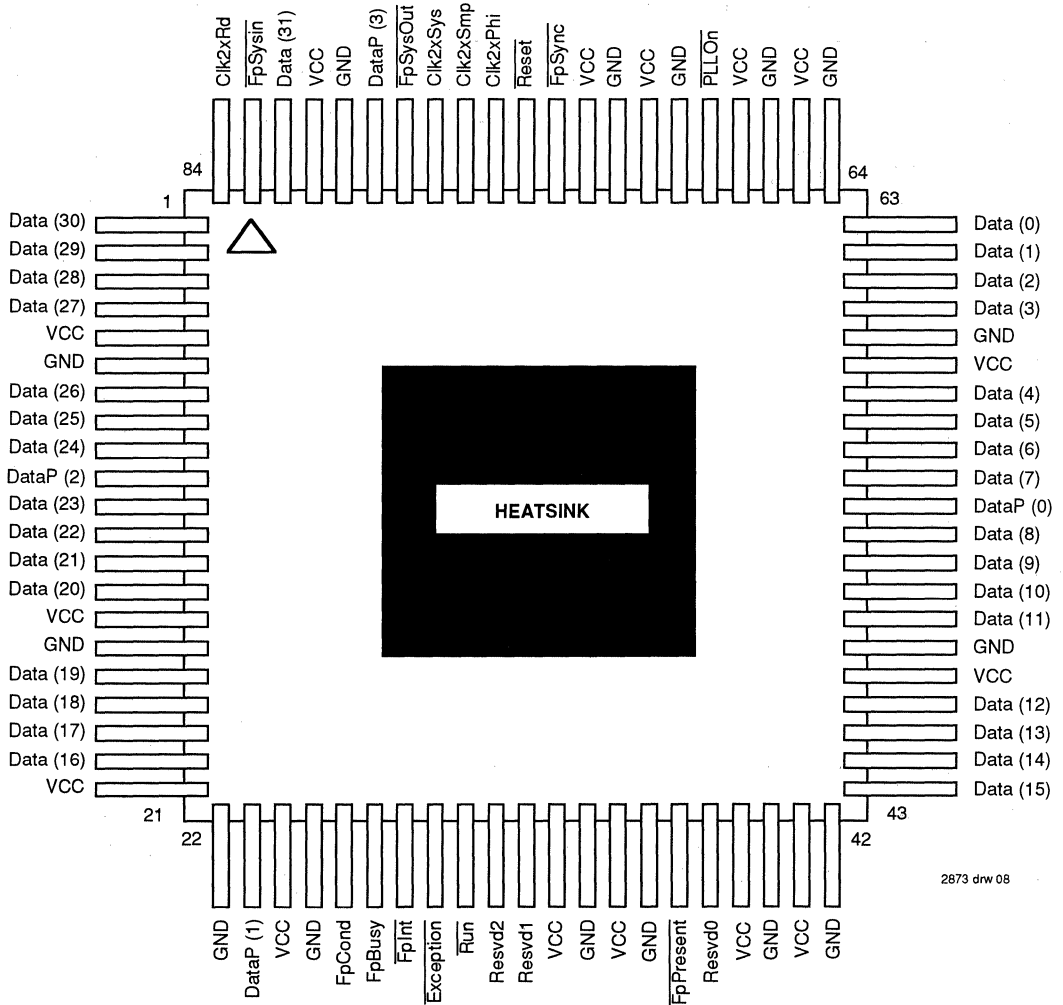 Clk2xRd
FpSysin
Data (31)
VCC
GND
DataP (3)
FpSysOut
Clk2xSys
Clk2xSmp
Clk2xPhi
Reset
FpSync
VCC
GND
VCC
GND
PLLOn
VCC
GND
VCC
GND
84
64
1
63
Data (30)
Data (29)
Data (28)
Data (27)
VCC
GND
Data (26)
Data (25)
Data (24)
DataP (2)
Data (23)
Data (22)
Data (21)
Data (20)
VCC
GND
Data (19)
Data (18)
Data (17)
Data (16)
VCC
HEATSINK
Data (0)
Data (1)
Data (2)
Data (3)
GND
VCC
Data (4)
Data (5)
Data (6)
Data (7)
DataP (0)
Data (8)
Data (9)
Data (10)
Data (11)
GND
VCC
Data (12)
Data (13)
Data (14)
Data (15)
21
43
22
42
2873 drw 08
GND
DataP (1)
VCC
GND
FpCond
FpBusy
FpInt
Exception
Run
Resvd2
Resvd1
VCC
GND
VCC
GND
FpPresent
Resvd0
VCC
GND
VCC
GND